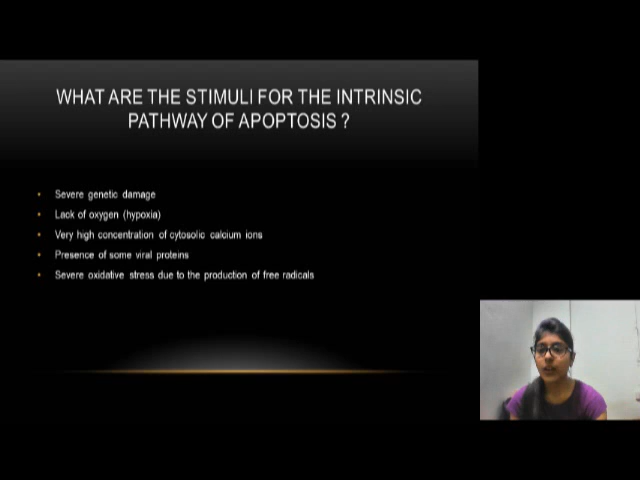 WHAT ARE THE STIMULI FOR THE INTRINSIC
PATHWAY OF APOPTOSIS ?
• Severe genetic damage
• Lack of oxygen (hypoxia)
• Very high concentration of cytosolic calcium ions
• Presence of some viral proteins
• Severe oxidative stress due to the production of free radicals